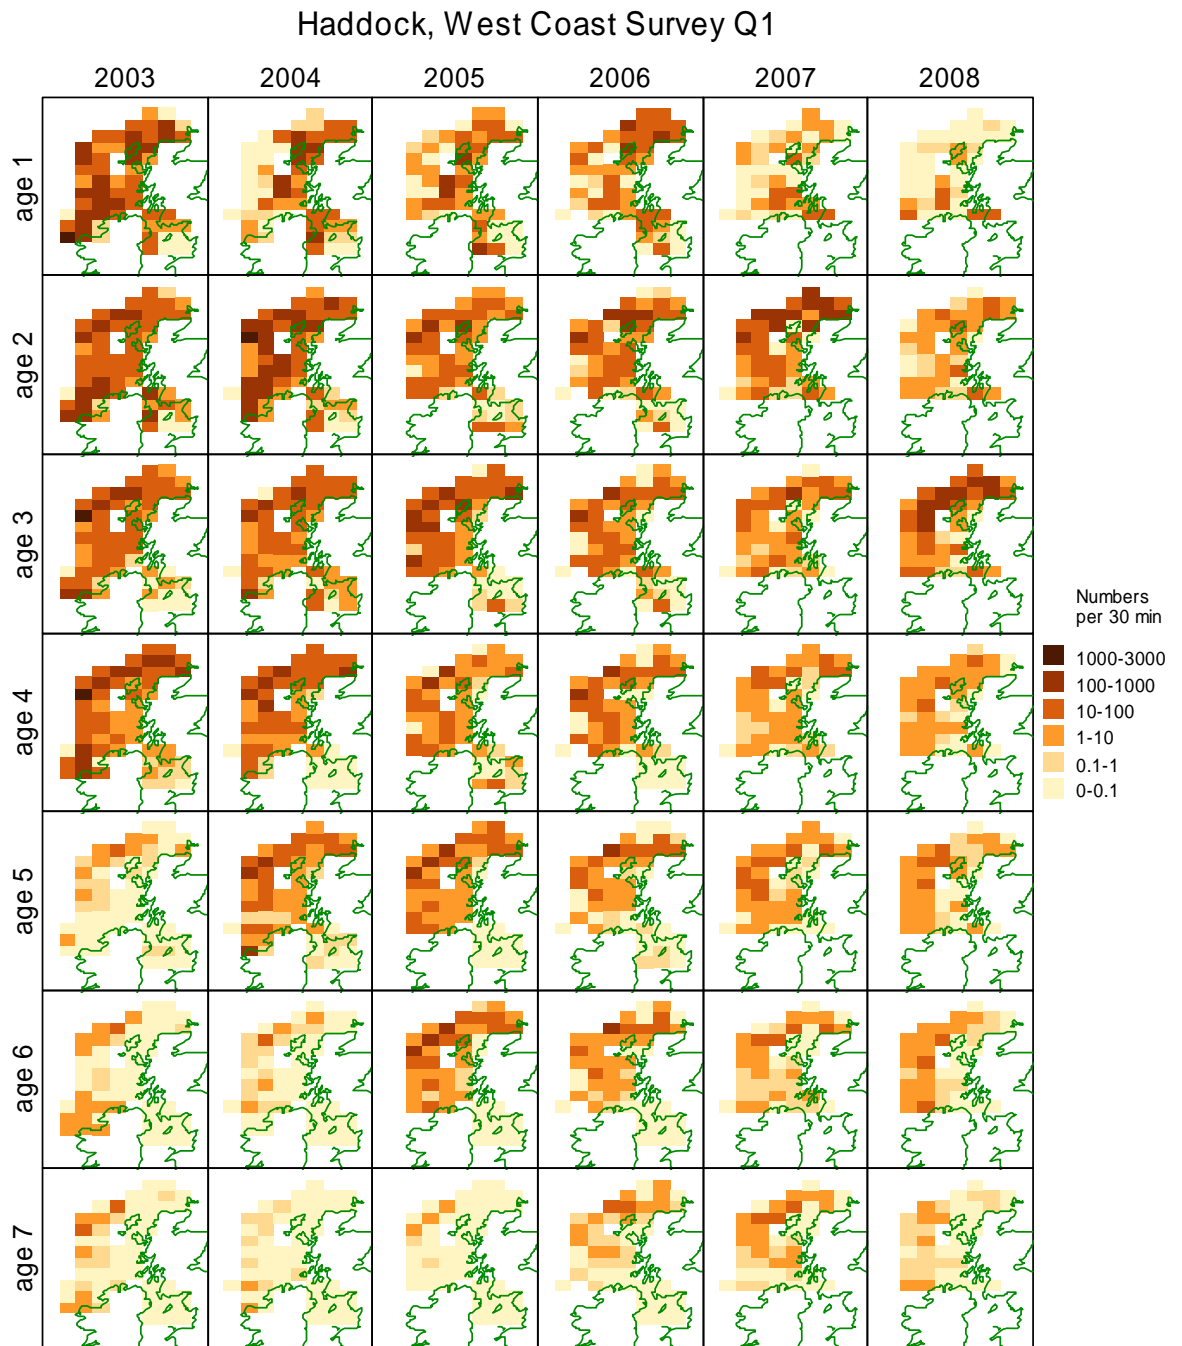 Haddock, West Coast Survey Q1
2003 2004 2005 2006 2007 2008
age 1
age 2
age 3
age 4
age 5
age 6
age 7
Numbers
per 30 min
1000-3000
100-1000
10-100
1-10
0.1-1
0-0.1